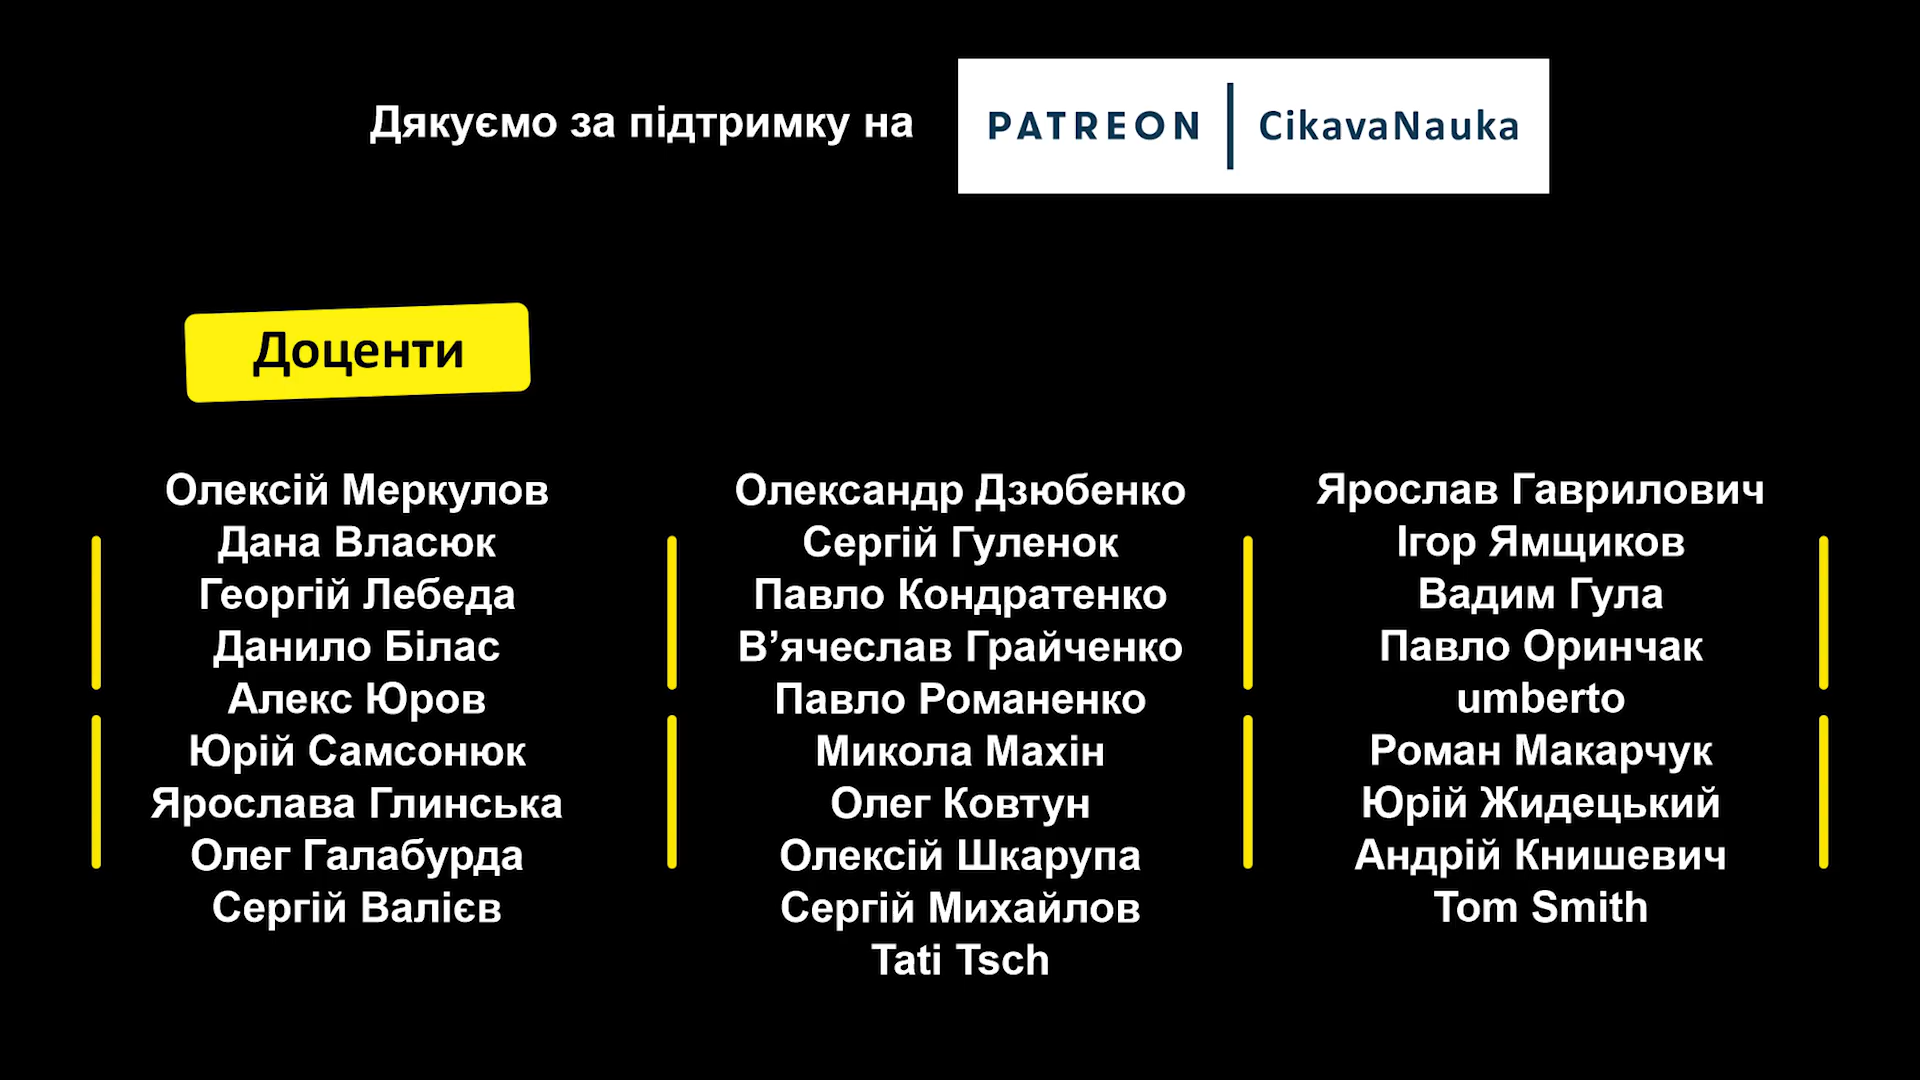 Дякуємо за підтримку на
PATREON | CikavaNauka
Доценти
Олексій Меркулов
Дана Власюк
Георгій Лебеда
Данило Білас
Алекс Юров
Юрій Самсонюк
Ярослава Глинська
Олег Галабурда
Сергій Валієв
Олександр Дзюбенко
Сергій Гуленок
Павло Кондратенко
В’ячеслав Грайченко
Павло Романенко
Микола Махін
Олег Ковтун
Олексій Шкарупа
Сергій Михайлов
Tati Tsch
Ярослав Гаврилович
Ігор Ямщиков
Вадим Гула
Павло Оринчак
umberto
Роман Макарчук
Юрій Жидецький
Андрій Книшевич
Tom Smith